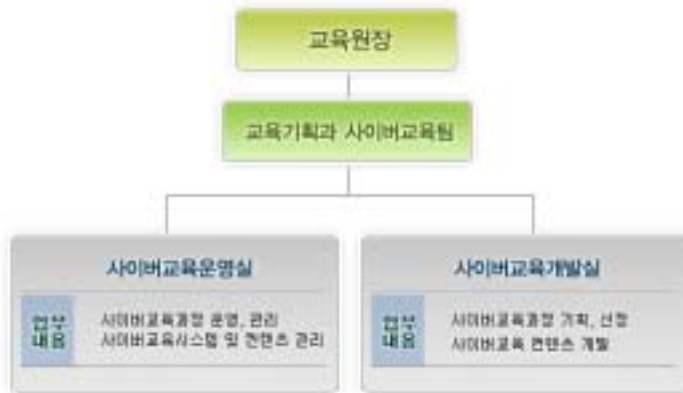 교육원장
교육기획과 사이버교육팀
사이버교육운영실
업무
내용
사이버교육과정 운영, 관리
사이버교육시스템 및 컨텐츠 관리
사이버교육개발실
업무
내용
사이버교육과정 기획, 선정
사이버교육 컨텐츠 개발